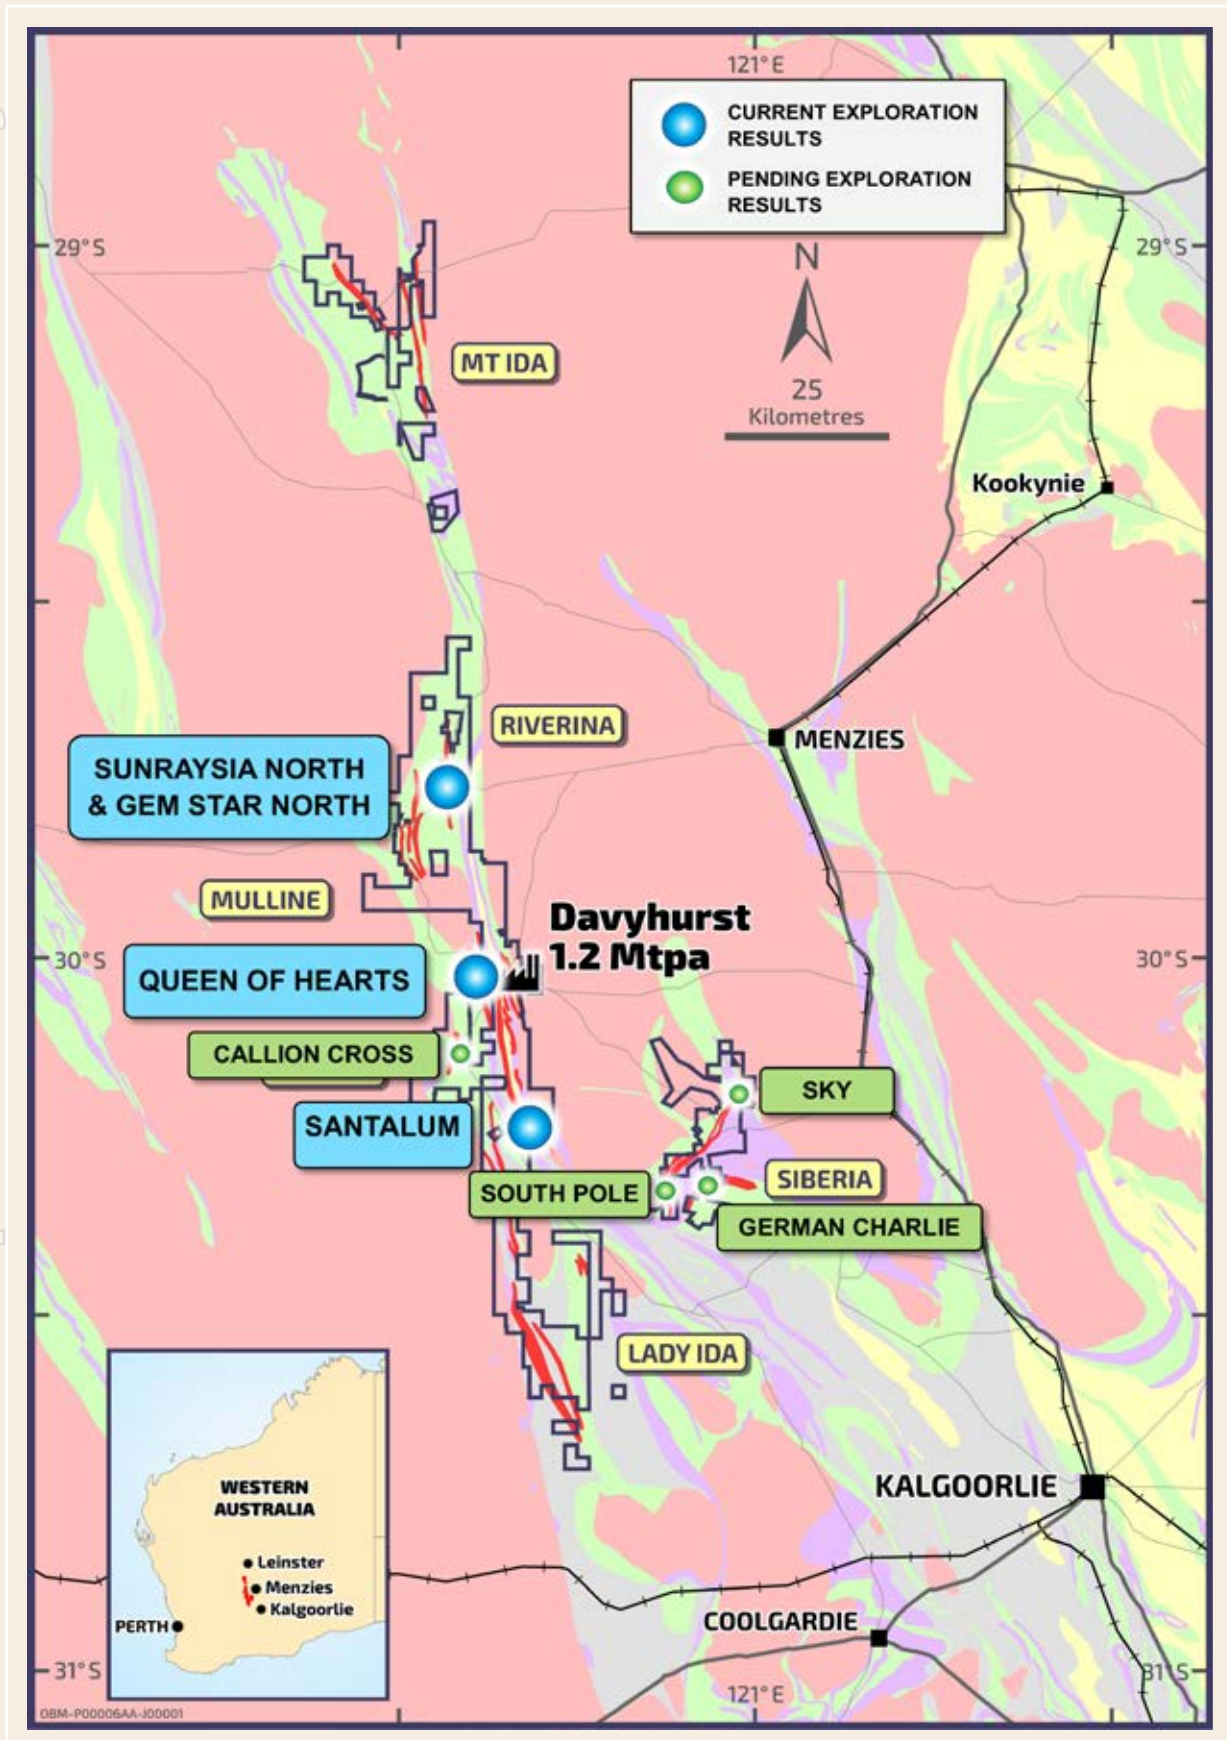 121° E
CURRENT EXPLORATION
RESULTS
PENDING EXPLORATION
RESULTS
29° S
29° S
N
25
Kilometres
MT IDA
Kookynie
RIVERINA
MENZIES
SUNRAYSIA NORTH
& GEM STAR NORTH
MULLINE
Davyhurst
1.2 Mtpa
30° S
30° S
QUEEN OF HEARTS
CALLION CROSS
SKY
SANTALUM
SIBERIA
SOUTH POLE
GERMAN CHARLIE
LADY IDA
WESTERN
AUSTRALIA
Leinster
Menzies
Kalgoorlie
PERTH
KALGOORLIE
COOLGARDIE
31° S
31° S
121° E
OBM-P00006AA-J00001